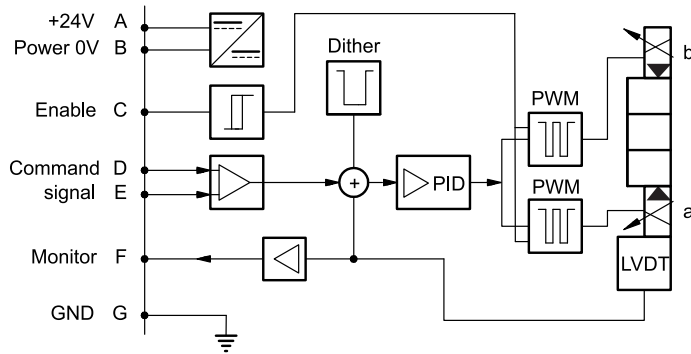 +24V A
Power 0V B
Dither
b
Enable C
PWM
Command D
signal E
+
PID
PWM
a
Monitor F
LVDT
GND G